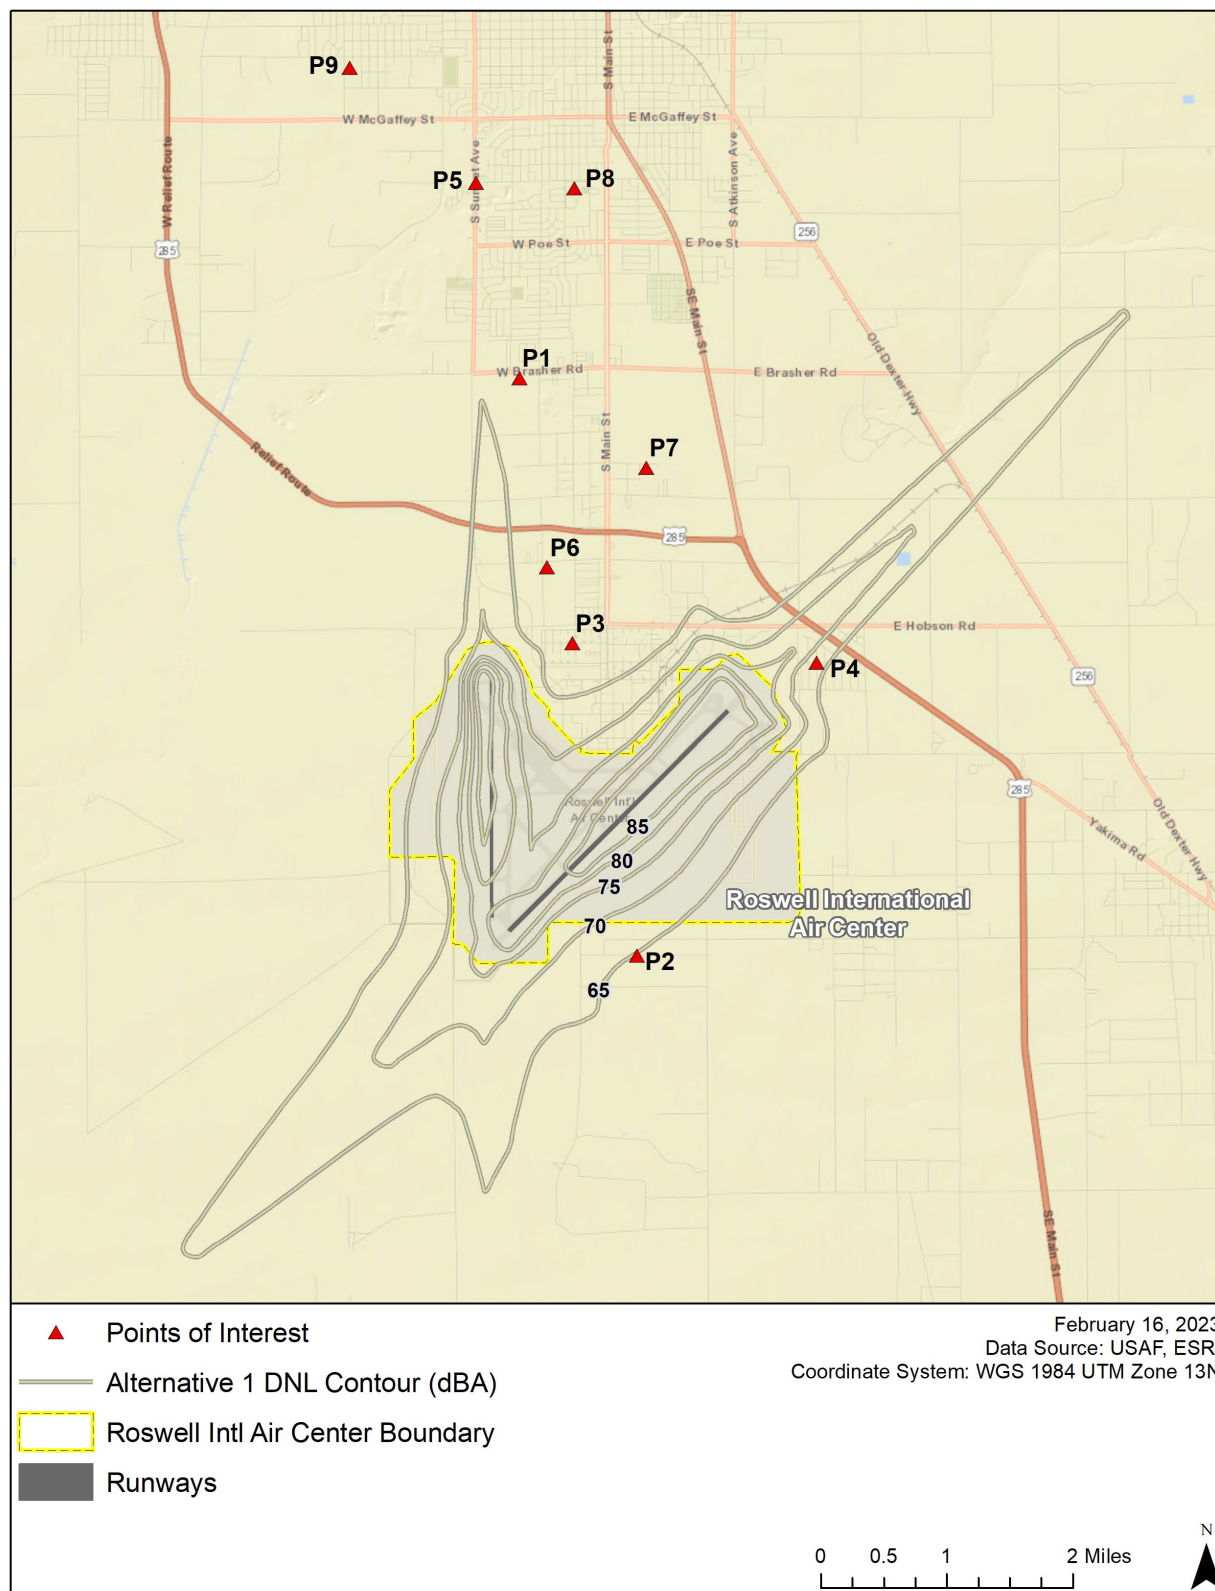 P9
S Main St
W McGaffey St
E McGaffey St
W Relief Route
P5
S Sunset Ave
P8
S Atkinson Ave
W Poe St
E Poe St
256
285
SE Main St
Old Dexter Hwy
P1
W Brasher Rd
E Brasher Rd
S Main St
P7
Relief Route
285
P6
P3
E Hobson Rd
P4
256
285
Roswell Int'l
Air Center
85
80
75
70
65
Yakima Rd
Old Dexter Hwy
Roswell International
Air Center
P2
SE Main St
Points of Interest
Alternative 1 DNL Contour (dBA)
Roswell Intl Air Center Boundary
Runways
February 16, 2023
Data Source: USAF, ESR
Coordinate System: WGS 1984 UTM Zone 13N
N
0 0.5 1 2 Miles